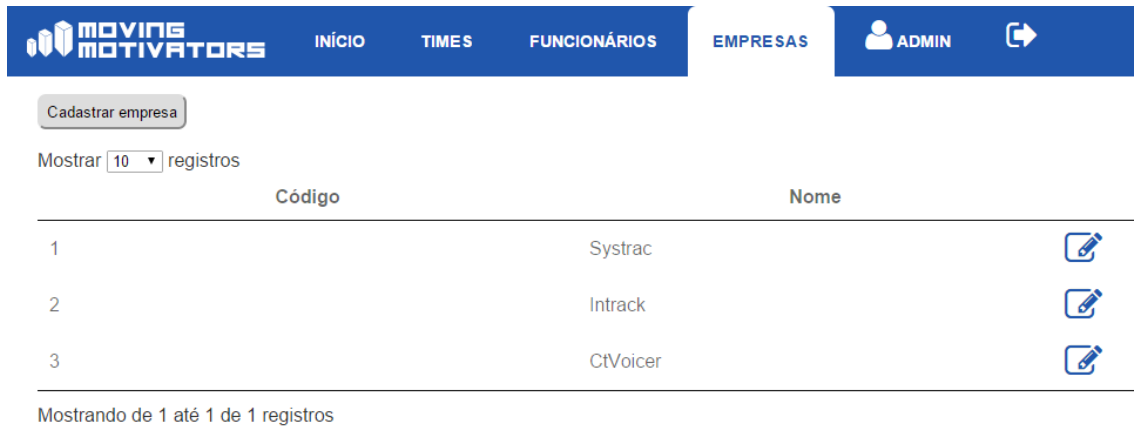 MOVING MOTIVATORS INÍCIO TIMES FUNCIONÁRIOS EMPRESAS ADMIN
Cadastrar empresa
Mostrar 10 registros
Código Nome
1 Systrac
2 Intrack
3 CtVoicer
Mostrando de 1 até 1 de 1 registros